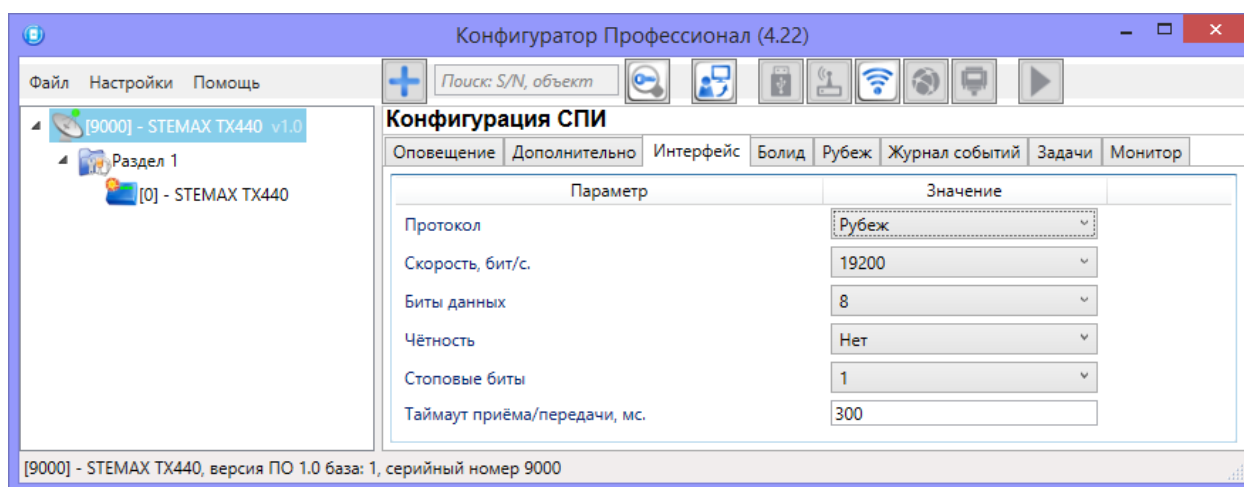 Конфигуратор Профессионал (4.22)
Файл Настройки Помощь
Поиск: S/N, объект
[9000] - STEMAX TX440 v1.0
Раздел 1
[0] - STEMAX TX440
Конфигурация СПИ
Оповещение Дополнительно Интерфейс Болид Рубеж Журнал событий Задачи Монитор
Параметр Значение
Протокол Рубеж
Скорость, бит/с. 19200
Биты данных 8
Чётность Нет
Стоповые биты 1
Таймаут приёма/передачи, мс. 300
[9000] - STEMAX TX440, версия ПО 1.0 база: 1, серийный номер 9000